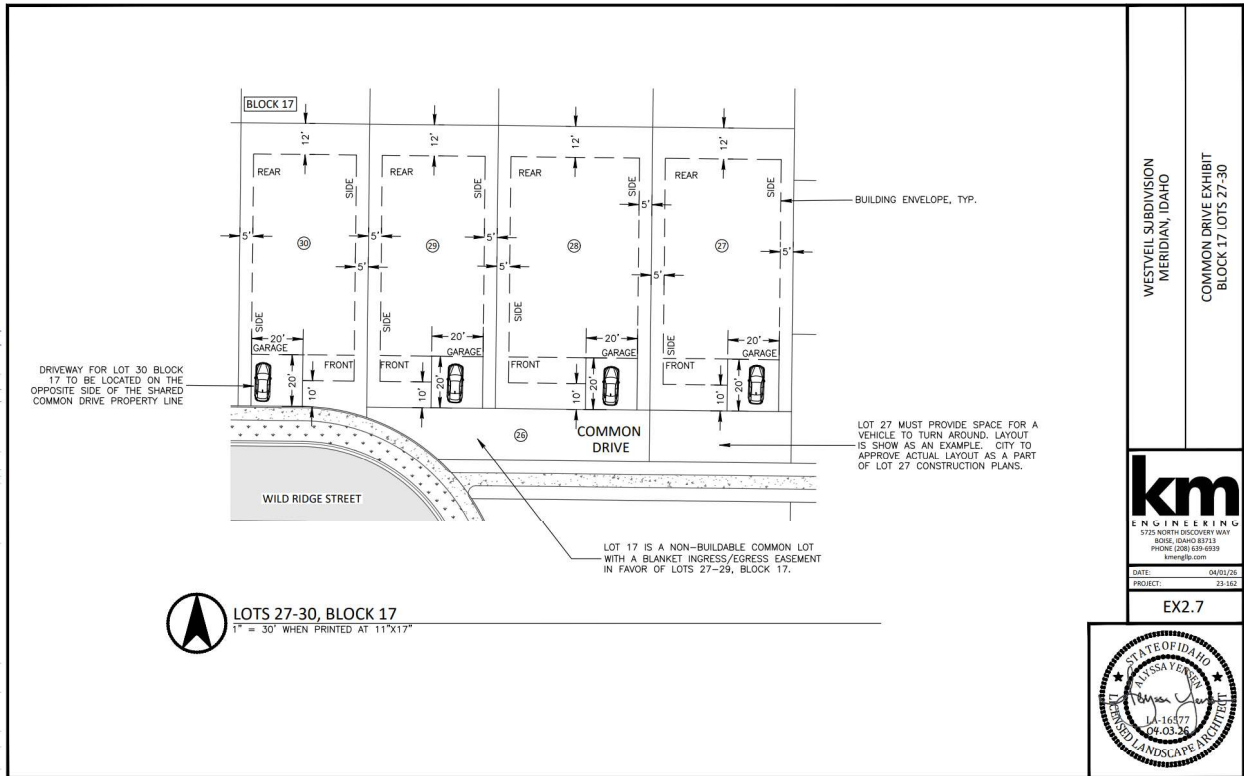 BLOCK 17
12'
12'
12'
12'
REAR
SIDE
REAR
SIDE
REAR
SIDE
REAR
SIDE
BUILDING ENVELOPE, TYP.
5'
30
5'
5'
29
5'
5'
28
5'
5'
27
5'
SIDE
SIDE
SIDE
SIDE
20'
GARAGE
20'
GARAGE
20'
GARAGE
20'
GARAGE
FRONT
FRONT
FRONT
FRONT
20'
10'
10'
20'
10'
20'
10'
20'
DRIVEWAY FOR LOT 30 BLOCK
17 TO BE LOCATED ON THE
OPPOSITE SIDE OF THE SHARED
COMMON DRIVE PROPERTY LINE
26
COMMON
DRIVE
LOT 27 MUST PROVIDE SPACE FOR A
VEHICLE TO TURN AROUND. LAYOUT
IS SHOW AS AN EXAMPLE. CITY TO
APPROVE ACTUAL LAYOUT AS A PART
OF LOT 27 CONSTRUCTION PLANS.
WILD RIDGE STREET
LOT 17 IS A NON-BUILDABLE COMMON LOT
WITH A BLANKET INGRESS/EGRESS EASEMENT
IN FAVOR OF LOTS 27-29, BLOCK 17.
LOTS 27-30, BLOCK 17
1" = 30' WHEN PRINTED AT 11"X17"
WESTVEIL SUBDIVISION
MERIDIAN, IDAHO
COMMON DRIVE EXHIBIT
BLOCK 17 LOTS 27-30
km
ENGINEERING
5725 NORTH DISCOVERY WAY
BOISE, IDAHO 83713
PHONE (208) 639-6939
kmengllp.com
DATE: 04/01/26
PROJECT: 23-162
EX2.7
STATE OF IDAHO
ALYSSA YENSEN
LA-16577
04.03.26
LICENSED LANDSCAPE ARCHITECT